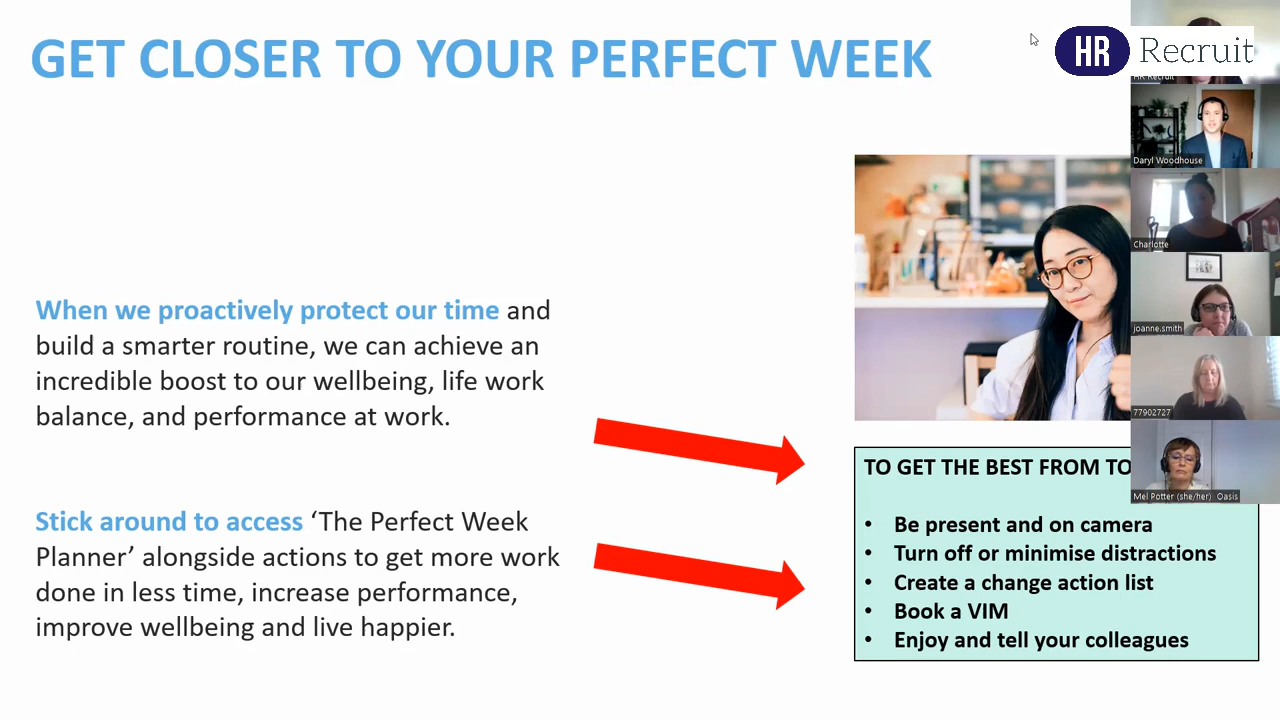 GET CLOSER TO YOUR PERFECT WEEK
HR Recruit
HR Recruit
Daryl Woodhouse
Charlotte
joanne.smith
77902727
Mel Potter (she/her) Oasis
When we proactively protect our time and
build a smarter routine, we can achieve an
incredible boost to our wellbeing, life work
balance, and performance at work.
Stick around to access ‘The Perfect Week
Planner’ alongside actions to get more work
done in less time, increase performance,
improve wellbeing and live happier.
TO GET THE BEST FROM TO
• Be present and on camera
• Turn off or minimise distractions
• Create a change action list
• Book a VIM
• Enjoy and tell your colleagues